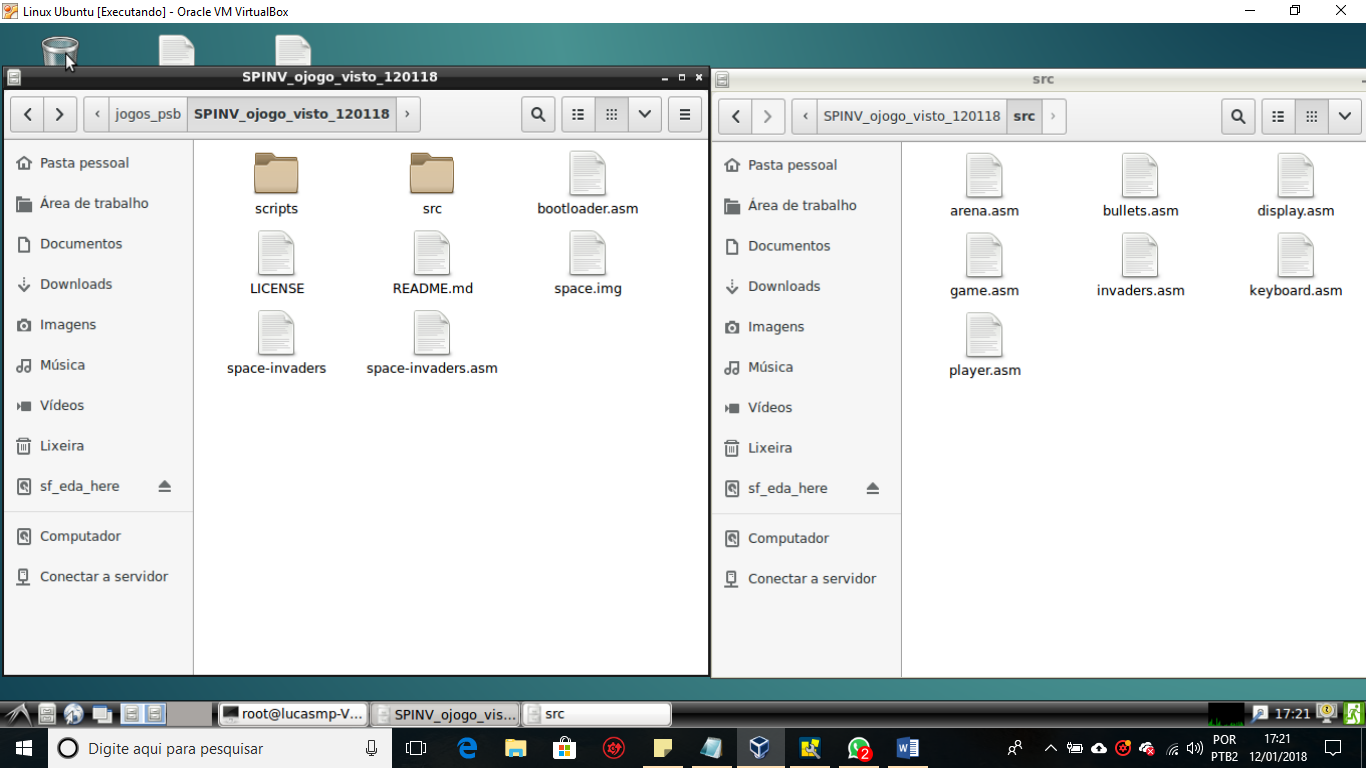 Linux Ubuntu [Executando] - Oracle VM VirtualBox
SPINV_ojogo_visto_120118
jogos_psb
SPINV_ojogo_visto_120118
Pasta pessoal
Área de trabalho
Documentos
Downloads
Imagens
Música
Vídeos
Lixeira
sf_eda_here
Computador
Conectar a servidor
scripts
src
bootloader.asm
LICENSE
README.md
space.img
space-invaders
space-invaders.asm
src
SPINV_ojogo_visto_120118
src
Pasta pessoal
Área de trabalho
Documentos
Downloads
Imagens
Música
Vídeos
Lixeira
sf_eda_here
Computador
Conectar a servidor
arena.asm
bullets.asm
display.asm
game.asm
invaders.asm
keyboard.asm
player.asm
root@lucasmp-V...
SPINV_ojogo_vis...
src
17:21
Digite aqui para pesquisar
2
POR
PTB2
17:21
12/01/2018